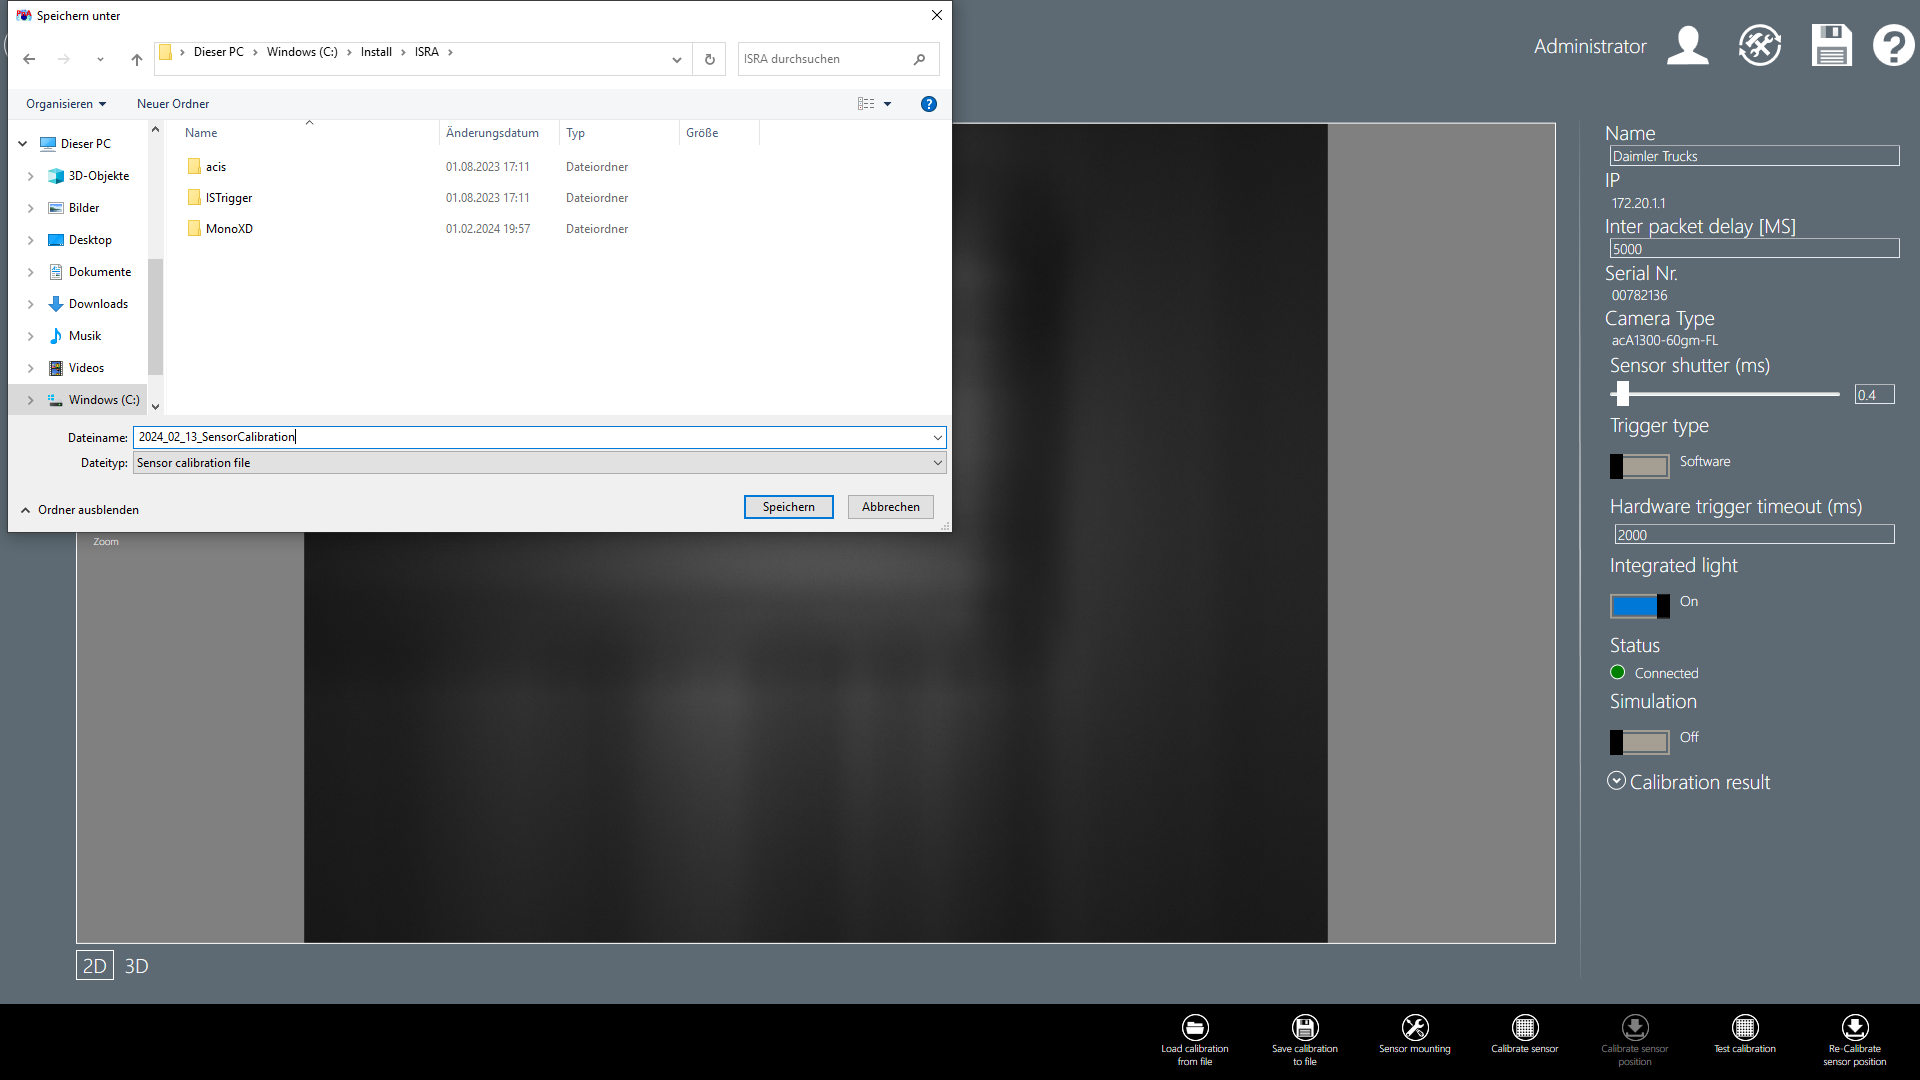 Speichern unter
Dieser PC
Windows (C:)
Install
ISRA
ISRA durchsuchen
Organisieren
Neuer Ordner
Name
Änderungsdatum
Typ
Größe
Dieser PC
3D-Objekte
Bilder
Desktop
Dokumente
Downloads
Musik
Videos
Windows (C:)
acis
01.08.2023 17:11
Dateiordner
ISTrigger
01.08.2023 17:11
Dateiordner
MonoXD
01.02.2024 19:57
Dateiordner
Dateiname:
2024_02_13_SensorCalibration
Dateityp:
Sensor calibration file
Ordner ausblenden
Speichern
Abbrechen
Zoom
2D
3D
Administrator
Name
Daimler Trucks
IP
172.20.1.1
Inter packet delay [MS]
5000
Serial Nr.
00782136
Camera Type
acA1300-60gm-FL
Sensor shutter (ms)
0.4
Trigger type
Software
Hardware trigger timeout (ms)
2000
Integrated light
On
Status
Connected
Simulation
Off
Calibration result
Load calibration
from file
Save calibration
to file
Sensor mounting
Calibrate sensor
Calibrate sensor
position
Test calibration
Re-Calibrate
sensor position